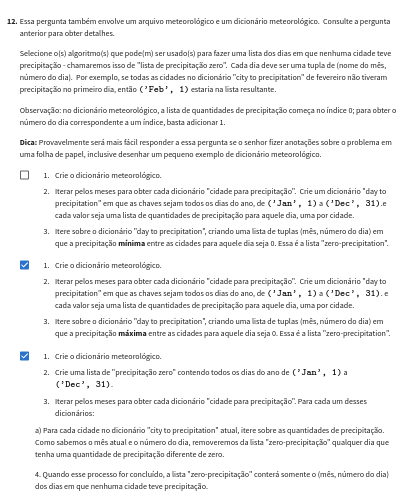 12. Essa pergunta também envolve um arquivo meteorológico e um dicionário meteorológico. Consulte a pergunta
anterior para obter detalhes.
Selecione o(s) algoritmo(s) que pode(m) ser usado(s) para fazer uma lista dos dias em que nenhuma cidade teve
precipitação - chamaremos isso de "lista de precipitação zero". Cada dia deve ser uma tupla de (nome do mês,
número do dia). Por exemplo, se todas as cidades no dicionário "city to precipitation" de fevereiro não tiveram
precipitação no primeiro dia, então ('Feb', 1) estaria na lista resultante.
Observação: no dicionário meteorológico, a lista de quantidades de precipitação começa no índice 0; para obter o
número do dia correspondente a um índice, basta adicionar 1.
Dica: Provavelmente será mais fácil responder a essa pergunta se o senhor fizer anotações sobre o problema em
uma folha de papel, inclusive desenhar um pequeno exemplo do dicionário meteorológico.
1. Crie o dicionário meteorológico.
2. Iterar pelos meses para obter cada dicionário "cidade para precipitação". Crie um dicionário "day to
precipitation" em que as chaves sejam todos os dias do ano, de ('Jan', 1) a ('Dec', 31).e
cada valor seja uma lista de quantidades de precipitação para aquele dia, uma por cidade.
3. Itere sobre o dicionário "day to precipitation", criando uma lista de tuplas (mês, número do dia) em
que a precipitação mínima entre as cidades para aquele dia seja 0. Essa é a lista "zero-precipitação".
1. Crie o dicionário meteorológico.
2. Iterar pelos meses para obter cada dicionário "cidade para precipitação". Crie um dicionário "day to
precipitation" em que as chaves sejam todos os dias do ano, de ('Jan', 1) a ('Dec', 31). e
cada valor seja uma lista de quantidades de precipitação para aquele dia, uma por cidade.
3. Itere sobre o dicionário "day to precipitation", criando uma lista de tuplas (mês, número do dia) em
que a precipitação máxima entre as cidades para aquele dia seja 0. Essa é a lista "zero-precipitação".
1. Crie o dicionário meteorológico.
2. Crie uma lista de "precipitação zero" contendo todos os dias do ano de ('Jan', 1) a
('Dec', 31).
3. Iterar pelos meses para obter cada dicionário "cidade para precipitação". Para cada um desses
dicionários:
a) Para cada cidade no dicionário "city to precipitation" atual, itere sobre as quantidades de precipitação.
Como sabemos o mês atual e o número do dia, removeremos da lista "zero-precipitação" qualquer dia que
tenha uma quantidade de precipitação diferente de zero.
4. Quando esse processo for concluído, a lista "zero-precipitação" conterá somente o (mês, número do dia)
dos dias em que nenhuma cidade teve precipitação.